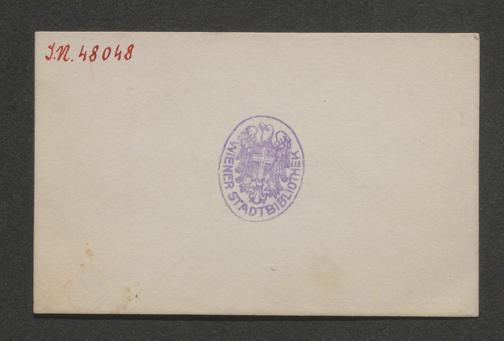 J.N. 48048
WIENER STADTBIBLIOTHEK